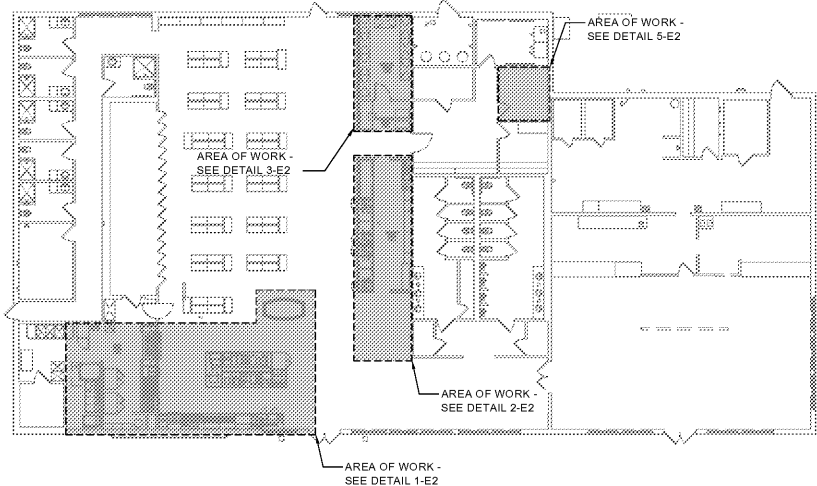 AREA OF WORK -
SEE DETAIL 5-E2
AREA OF WORK -
SEE DETAIL 3-E2
AREA OF WORK -
SEE DETAIL 2-E2
AREA OF WORK -
SEE DETAIL 1-E2